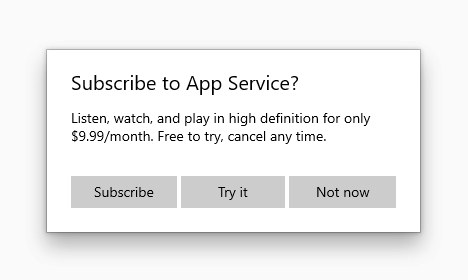 Subscribe to App Service?
Listen, watch, and play in high definition for only
$9.99/month. Free to try, cancel any time.
Subscribe
Try it
Not now